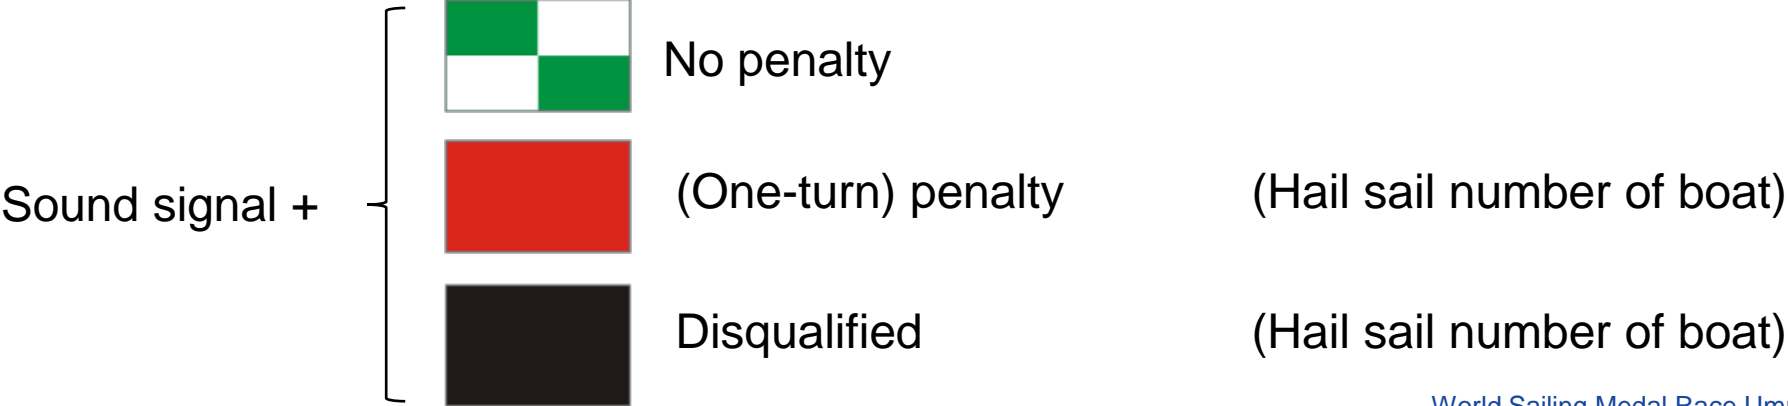 No penalty
Sound signal +
(One-turn) penalty (Hail sail number of boat)
Disqualified (Hail sail number of boat)
World Sailing Medal Race